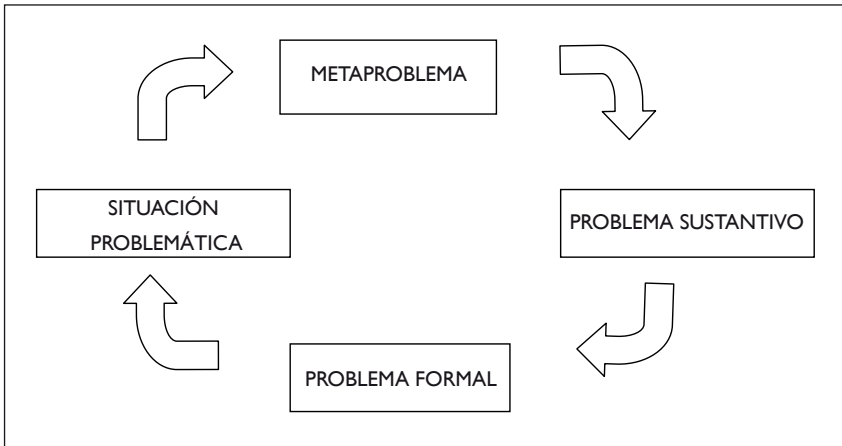 METAPROBLEMA
SITUACIÓN
PROBLEMÁTICA
PROBLEMA SUSTANTIVO
PROBLEMA FORMAL